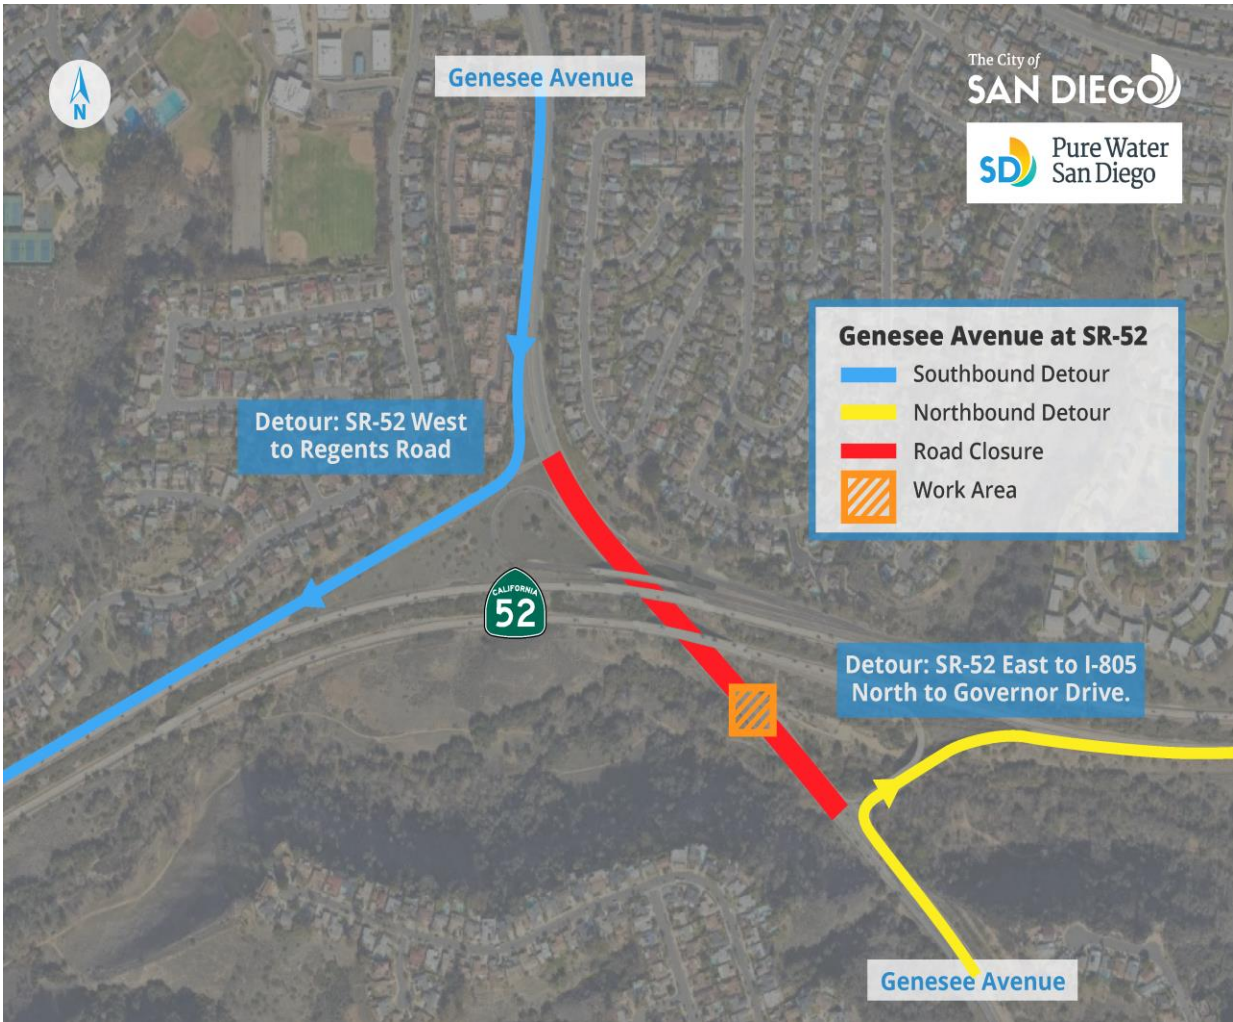 N
Genesee Avenue
The City of
SAN DIEGO
SD
Pure Water
San Diego
Genesee Avenue at SR-52
Southbound Detour
Northbound Detour
Road Closure
Work Area
Detour: SR-52 West
to Regents Road
CALIFORNIA
52
Detour: SR-52 East to I-805
North to Governor Drive.
Genesee Avenue